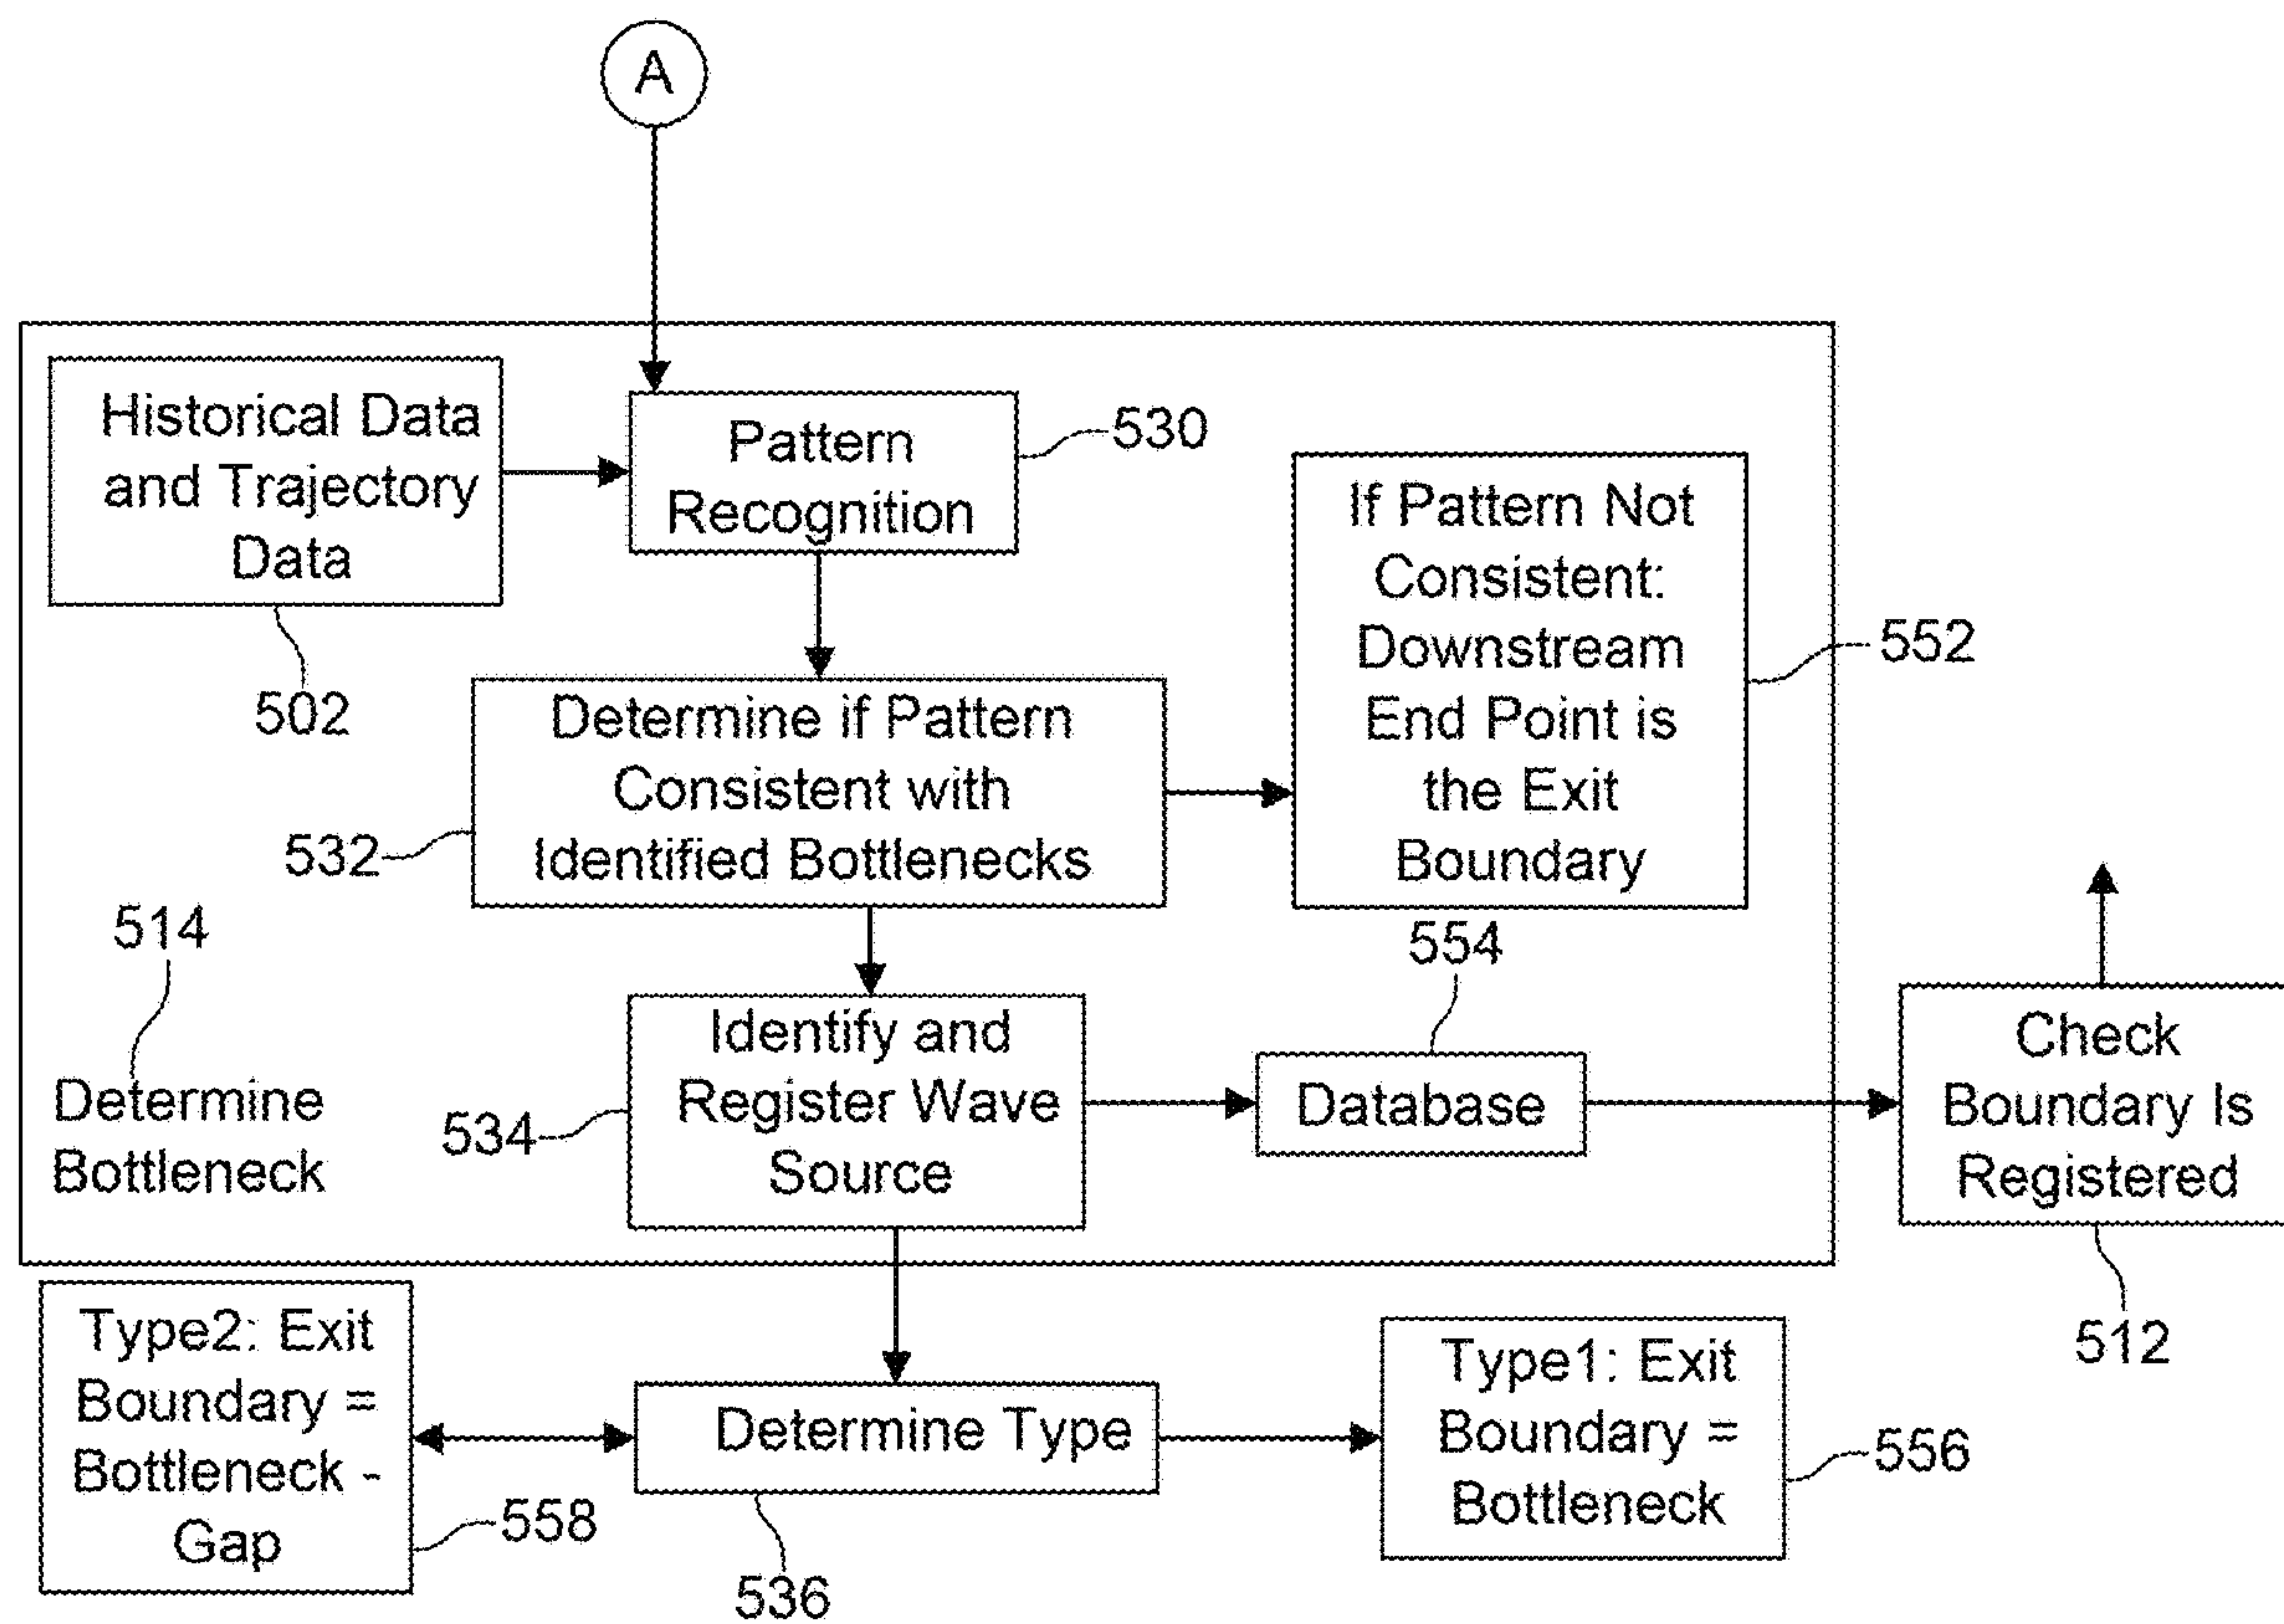 A
Historical Data
and Trajectory
Data
502
Pattern
Recognition
530
If Pattern Not
Consistent:
Downstream
End Point is
the Exit
Boundary
552
Determine if Pattern
Consistent with
Identified Bottlenecks
532
514
Determine
Bottleneck
Identify and
Register Wave
Source
534
554
Database
Check
Boundary Is
Registered
512
Type2: Exit
Boundary =
Bottleneck -
Gap
558
Determine Type
536
Type1: Exit
Boundary =
Bottleneck
556